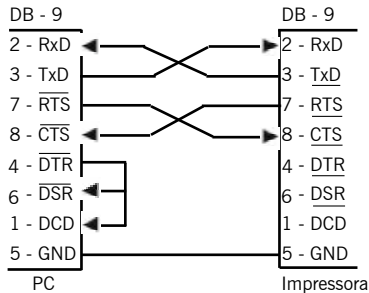 DB - 9 DB - 9
2 - RxD 2 - RxD
3 - TxD 3 - TxD
7 - RTS 7 - RTS
8 - CTS 8 - CTS
4 - DTR 4 - DTR
6 - DSR 6 - DSR
1 - DCD 1 - DCD
5 - GND 5 - GND
PC Impressora